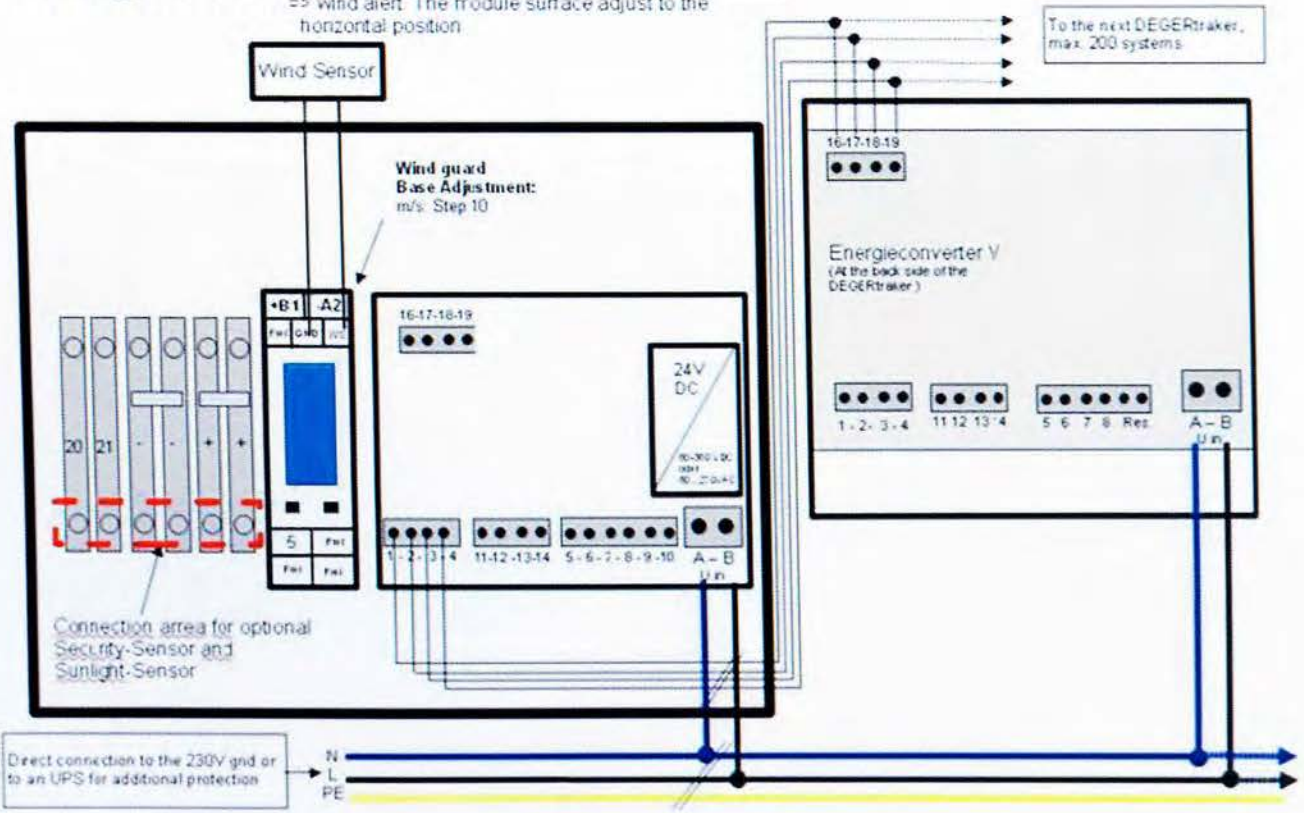 => wind alert. The module surface adjust to the
horizontal position
Wind Sensor
To the next DEGERtraker,
max. 200 systems
Wind guard
Base Adjustment:
m/s: Step 10
16-17-18-19
Energieconverter V
(At the back side of the
DEGERtraker)
+B1 -A2
GND
16-17-18-19
24V
DC
20 21 - - + +
1 - 2- 3 - 4
11 12 13 14
5 6 7 8 Res
A – B
U in
5
1 - 2 - 3 - 4
11-12 -13-14
5 - 6 - 7 - 8 - 9 -10
A – B
U in
Connection arrea for optional
Security-Sensor and
Sunlight-Sensor
Direct connection to the 230V grid or
to an UPS for additional protection
N
L
PE